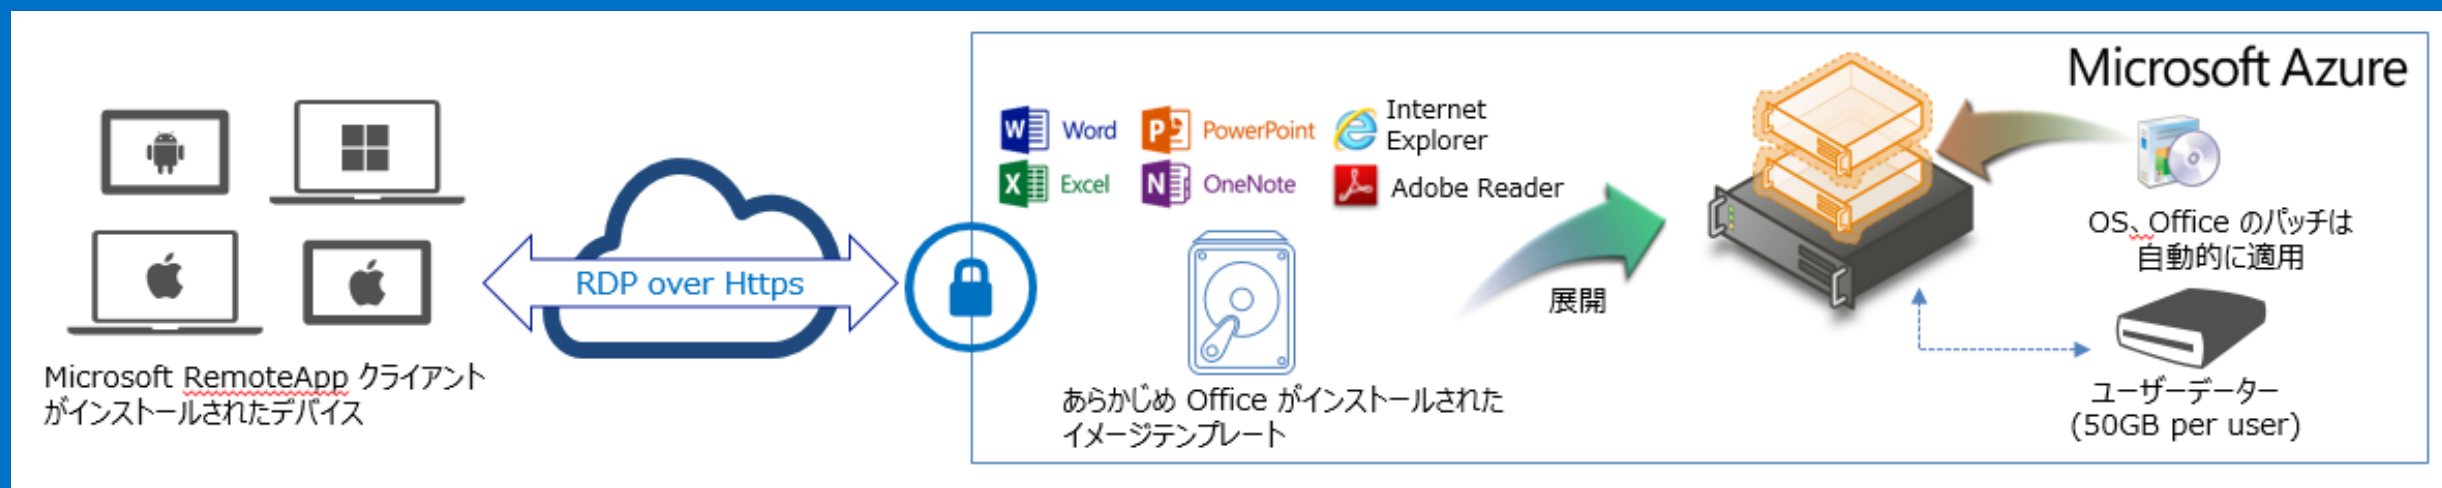 Microsoft RemoteApp クライアント
がインストールされたデバイス
RDP over Https
Word
PowerPoint
Internet
Explorer
Excel
OneNote
Adobe Reader
あらかじめ Office がインストールされた
イメージテンプレート
展開
Microsoft Azure
OS、Office のパッチは
自動的に適用
ユーザーデーター
(50GB per user)